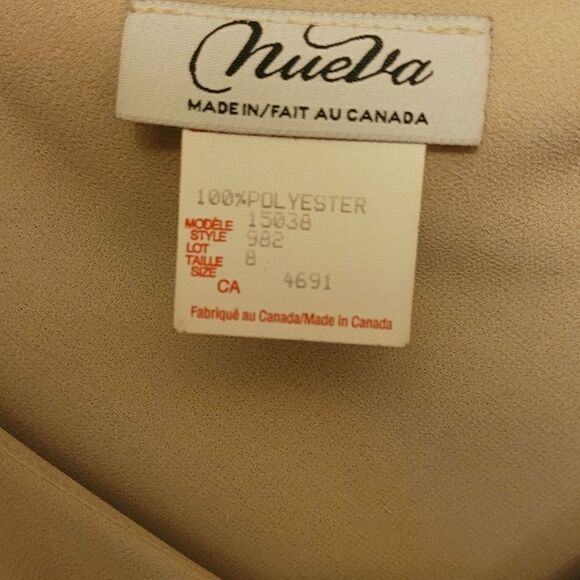 nueva
MADE IN/FAIT AU CANADA
100%POLYESTER
MODÈLE 15038
STYLE 982
LOT
TAILLE 8
SIZE
CA 4691
Fabriqué au Canada/Made in Canada